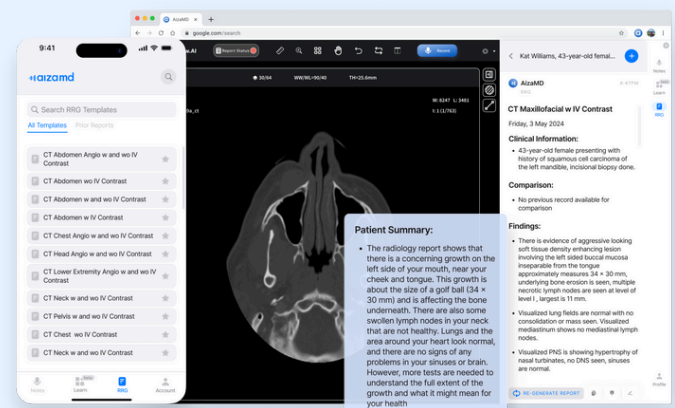 9:41
aizamd
Search RRG Templates
All Templates
Prior Reports
CT Abdomen Angio w and wo IV
Contrast
CT Abdomen wo IV Contrast
CT Abdomen w and wo IV Contrast
CT Abdomen w IV Contrast
CT Chest Angio w and wo IV Contrast
CT Head Angio w and wo IV Contrast
CT Lower Extremity Angio w and wo IV
Contrast
CT Neck w and wo IV Contrast
CT Pelvis w and wo IV Contrast
CT Chest wo IV Contrast
CT Neck w and wo IV Contrast
Notes
Learn
RRG
Account
AizaMD
google.com/search
w.Ai
Report Status
Record
30/64
WW/WL=90/40
TH=25.6mm
9a_ct
Patient Summary:
• The radiology report shows that
there is a concerning growth on the
left side of your mouth, near your
cheek and tongue. This growth is
about the size of a golf ball (34 ×
30 mm) and is affecting the bone
underneath. There are also some
swollen lymph nodes in your neck
that are not healthy. Lungs and the
area around your heart look normal,
and there are no signs of any
problems in your sinuses or brain.
However, more tests are needed to
understand the full extent of the
growth and what it might mean for
your health
Kat Williams, 43-year-old femal...
AizaMD
RRG
CT Maxillofacial w IV Contrast
Friday, 3 May 2024
Clinical Information:
• 43-year-old female presenting with
history of squamous cell carcinoma of
the left mandible, incisional biopsy done.
Comparison:
• No previous record available for
comparison
Findings:
• There is evidence of aggressive looking
soft tissue density enhancing lesion
involving the left sided buccal mucosa
inseparable from the tongue
approximately measures 34 × 30 mm,
underlying bone erosion is seen, multiple
necrotic lymph nodes are seen at level of
level I , largest is 11 mm.
• Visualized lung fields are normal with no
consolidation or mass seen. Visualized
mediastinum shows no mediastinal lymph
nodes.
• Visualized PNS is showing hypertrophy of
nasal turbinates, no DNS seen, sinuses
are normal.
RE-GENERATE REPORT
Notes
Learn
RRG
Profile